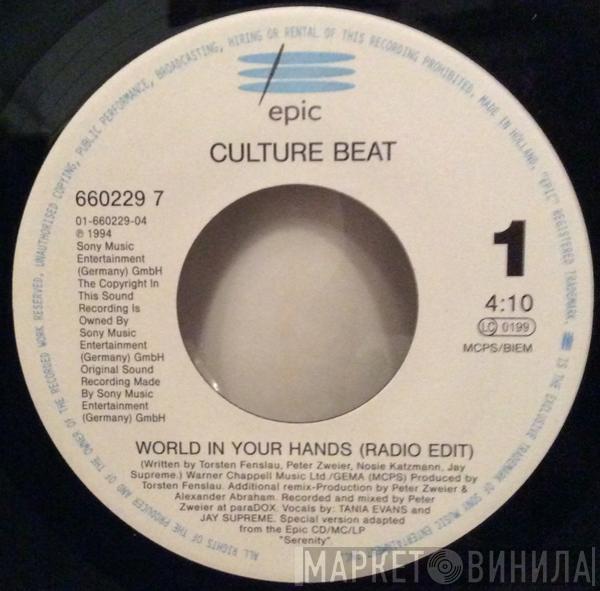 epic
CULTURE BEAT
660229 7
01-660229-04
℗ 1994
Sony Music
Entertainment
(Germany) GmbH
The Copyright In
This Sound
Recording Is
Owned By
Sony Music
Entertainment
(Germany) GmbH
Original Sound
Recording Made
By Sony Music
Entertainment
(Germany) GmbH
1
4:10
LC 0199
MCPS/BIEM
WORLD IN YOUR HANDS (RADIO EDIT)
(Written by Torsten Fenslau, Peter Zweier, Nosie Katzmann, Jay
Supreme.) Warner Chappell Music Ltd./GEMA (MCPS) Produced by
Torsten Fenslau. Additional remix-Production by Peter Zweier &
Alexander Abraham. Recorded and mixed by Peter
Zweier at paraDOX. Vocals by: TANIA EVANS and
JAY SUPREME. Special version adapted
from the Epic CD/MC/LP
"Serenity".
ALL RIGHTS OF THE PRODUCER AND OF THE OWNER OF THE RECORDED WORK RESERVED, UNAUTHORISED COPYING, PUBLIC PERFORMANCE, BROADCASTING, HIRING OR RENTAL OF THIS RECORDING PROHIBITED, MADE IN HOLLAND, "EPIC" REGISTERED TRADEMARK. IS THE EXCLUSIVE TRADEMARK OF SONY MUSIC ENTERTAINMENT
МАРКЕТ ВИНИЛА